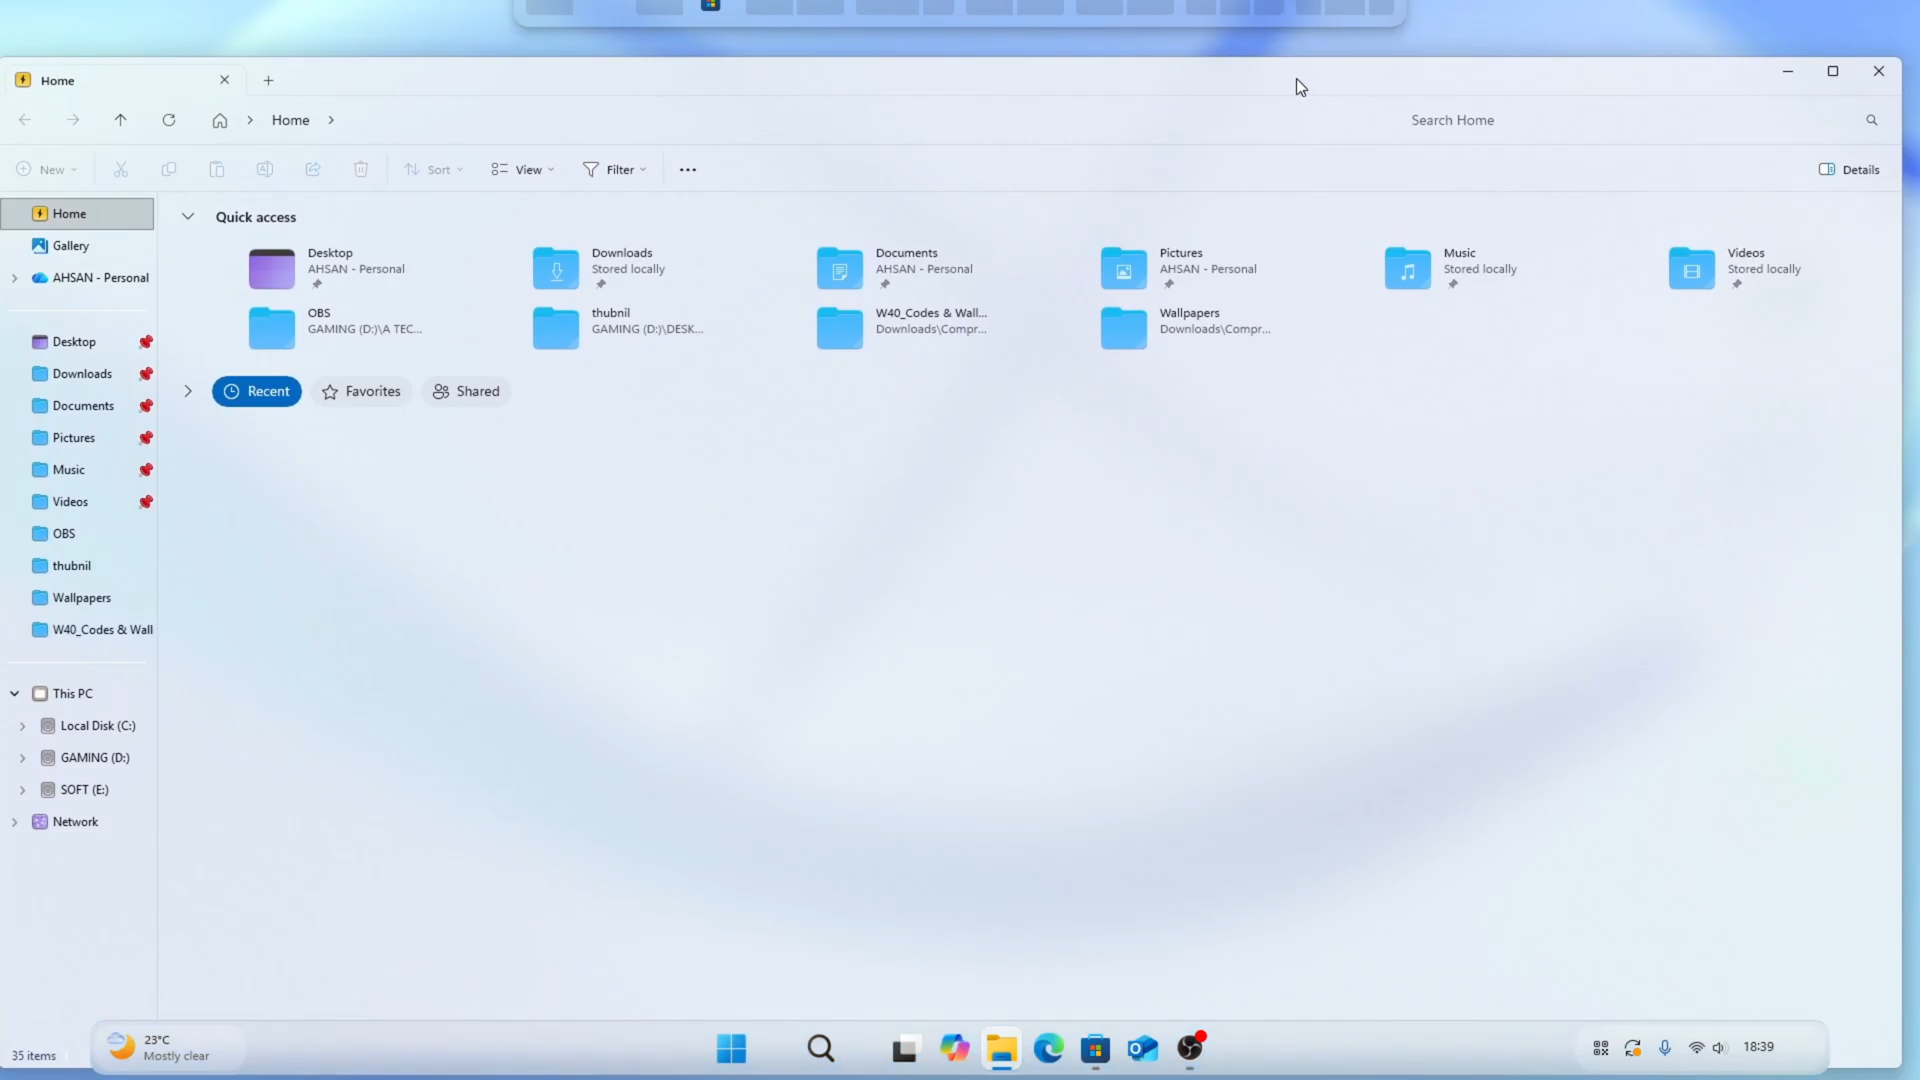 Home
Home
Search Home
New
Sort
View
Filter
Details
Home
Gallery
AHSAN - Personal
Desktop
Downloads
Documents
Pictures
Music
Videos
OBS
thubnil
Wallpapers
W40_Codes & Wall
This PC
Local Disk (C:)
GAMING (D:)
SOFT (E:)
Network
Quick access
Desktop
AHSAN - Personal
Downloads
Stored locally
Documents
AHSAN - Personal
Pictures
AHSAN - Personal
Music
Stored locally
Videos
Stored locally
OBS
GAMING (D:)\A TEC...
thubnil
GAMING (D:)\DESK...
W40_Codes & Wall...
Downloads\Compr...
Wallpapers
Downloads\Compr...
Recent
Favorites
Shared
35 items
23°C
Mostly clear
18:39